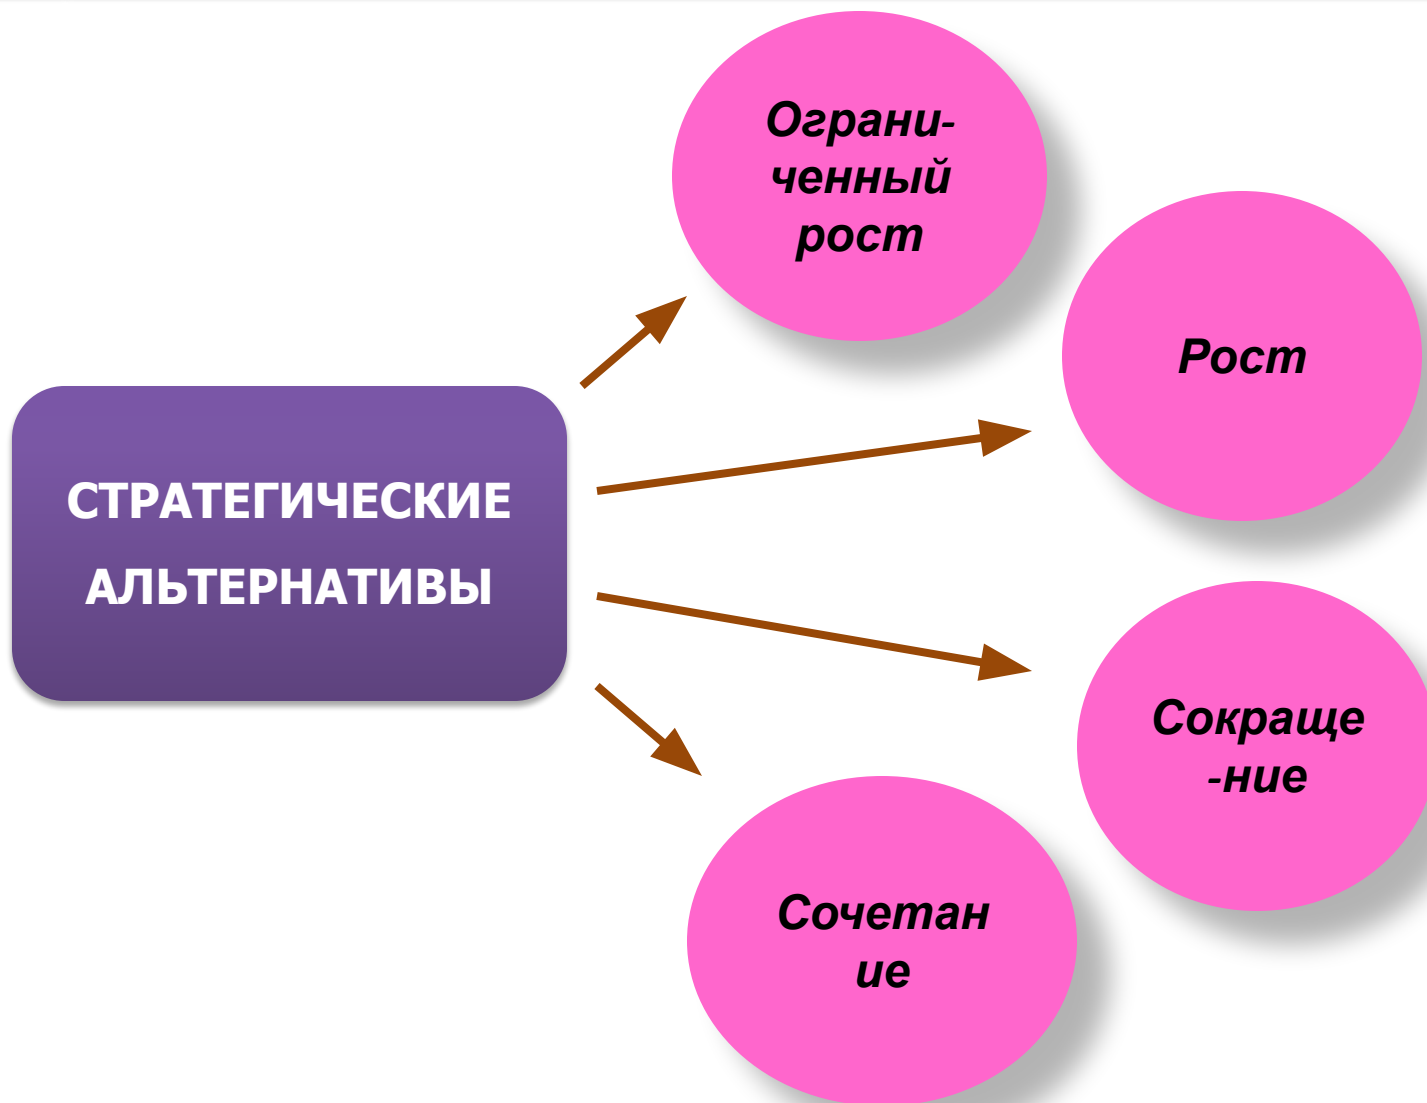 Ограни-
ченный
рост
Рост
СТРАТЕГИЧЕСКИЕ
АЛЬТЕРНАТИВЫ
Сокраще
-ние
Сочетан
ие